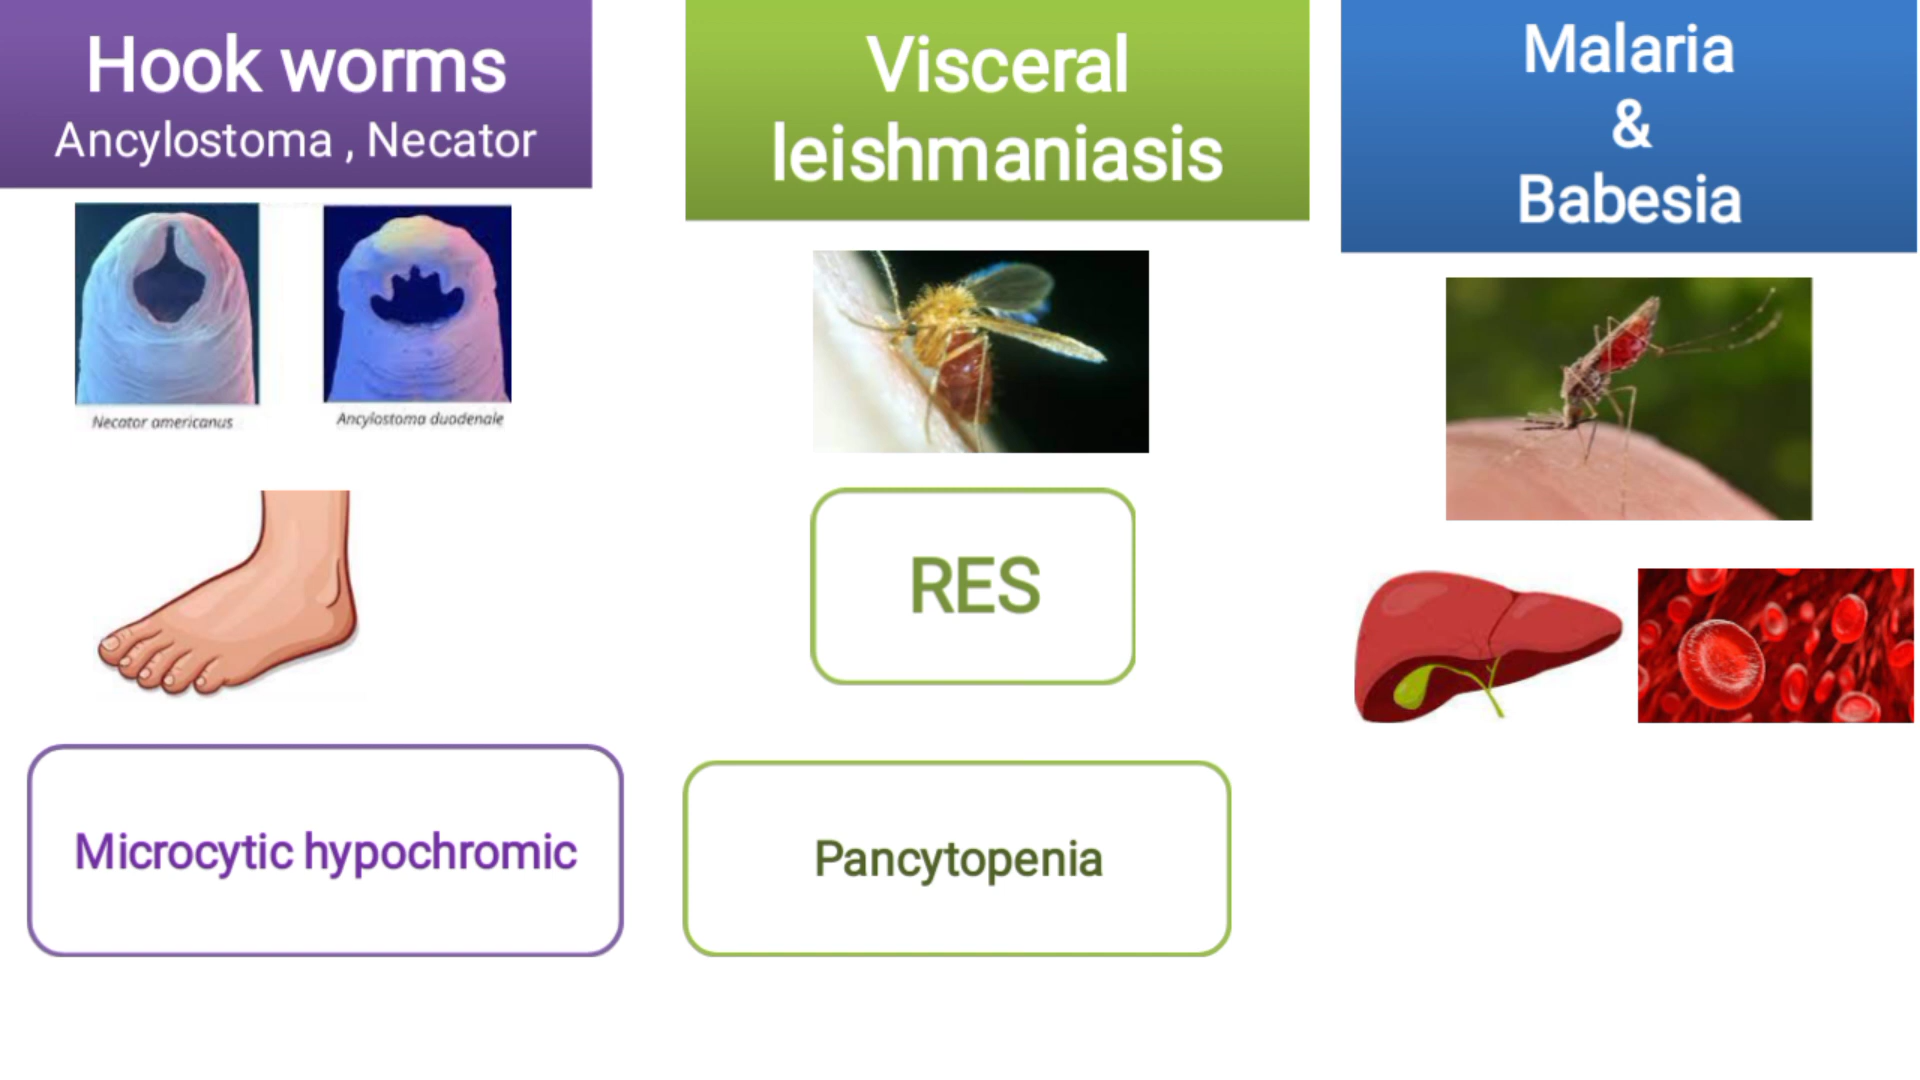 Hook worms
Ancylostoma , Necator
Necator americanus
Ancylostoma duodenale
Microcytic hypochromic
Visceral
leishmaniasis
RES
Pancytopenia
Malaria
&
Babesia